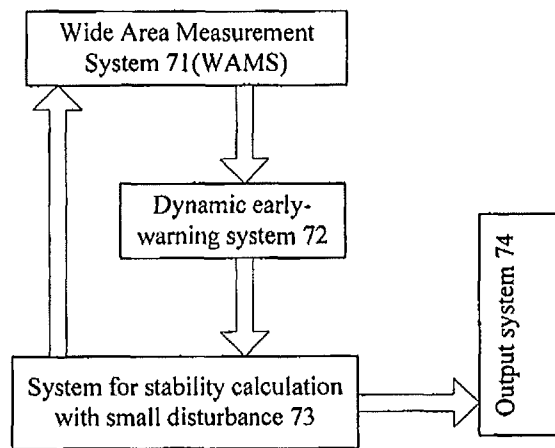 Wide Area Measurement
System 71(WAMS)
Dynamic early-
warning system 72
System for stability calculation
with small disturbance 73
Output system 74